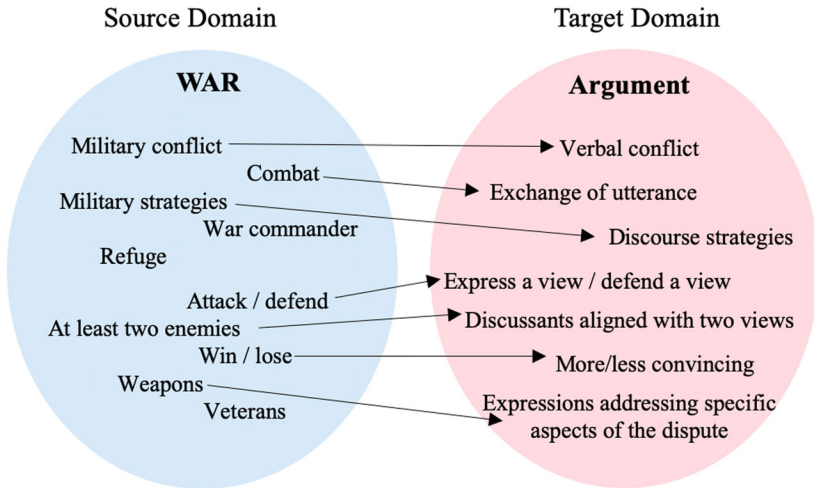 Source Domain
Target Domain
WAR
Argument
Military conflict
Verbal conflict
Combat
Exchange of utterance
Military strategies
War commander
Discourse strategies
Refuge
Express a view / defend a view
Attack / defend
At least two enemies
Discussants aligned with two views
Win / lose
More/less convincing
Weapons
Veterans
Expressions addressing specific
aspects of the dispute